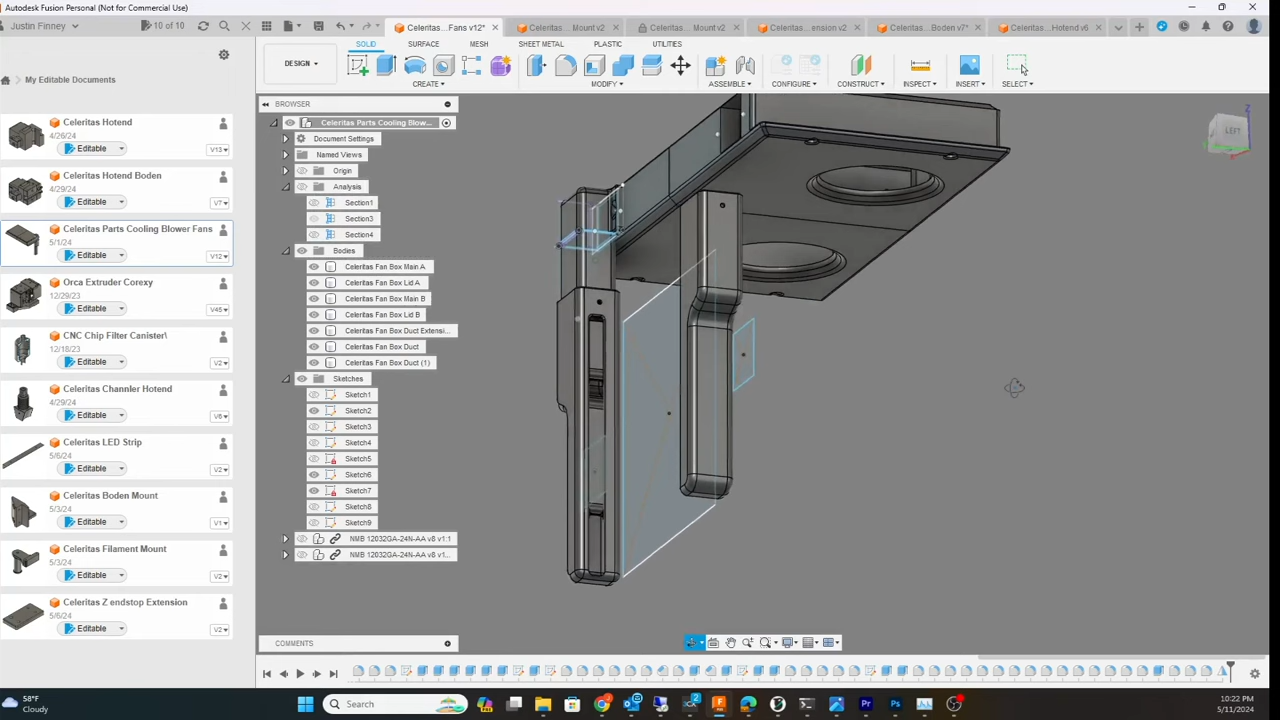 Autodesk Fusion Personal (Not for Commercial Use)
Justin Finney
10 of 10
Celeritas...Fans v12*
Celeritas ... Mount v2
Celeritas ... Mount v2
Celeritas ...ension v2
Celeritas ...Boden v7*
Celeritas ...Hotend v6
SOLID
SURFACE
MESH
SHEET METAL
PLASTIC
UTILITIES
DESIGN
CREATE
MODIFY
ASSEMBLE
CONFIGURE
CONSTRUCT
INSPECT
INSERT
SELECT
My Editable Documents
Celeritas Hotend
4/26/24
Editable
V13
Celeritas Hotend Boden
4/29/24
Editable
V7
Celeritas Parts Cooling Blower Fans
5/1/24
Editable
V12
Orca Extruder Corexy
12/29/23
Editable
V45
CNC Chip Filter Canister\
12/18/23
Editable
V2
Celeritas Channler Hotend
4/29/24
Editable
V6
Celeritas LED Strip
5/6/24
Editable
V2
Celeritas Boden Mount
5/3/24
Editable
V1
Celeritas Filament Mount
5/3/24
Editable
V2
Celeritas Z endstop Extension
5/6/24
Editable
V2
BROWSER
Celeritas Parts Cooling Blow...
Document Settings
Named Views
Origin
Analysis
Section1
Section3
Section4
Bodies
Celeritas Fan Box Main A
Celeritas Fan Box Lid A
Celeritas Fan Box Main B
Celeritas Fan Box Lid B
Celeritas Fan Box Duct Extensi...
Celeritas Fan Box Duct
Celeritas Fan Box Duct (1)
Sketches
Sketch1
Sketch2
Sketch3
Sketch4
Sketch5
Sketch6
Sketch7
Sketch8
Sketch9
NMB 12032GA-24N-AA v8 v1:1
NMB 12032GA-24N-AA v8 v1...
COMMENTS
LEFT
Z
58°F
Cloudy
Search
10:22 PM
5/11/2024